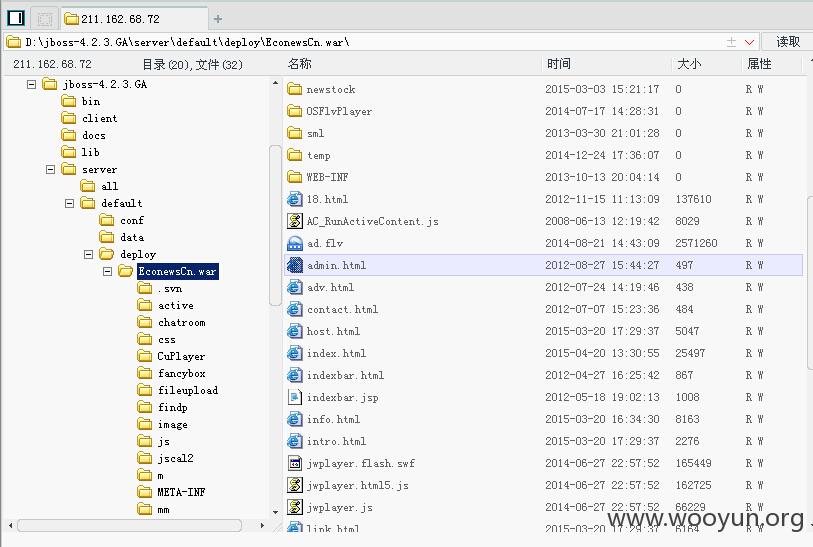 211.162.68.72
D:\jboss-4.2.3.GA\server\default\deploy\EconewsCn.war\ 读取
211.162.68.72 目录(20),文件(32) 名称 时间 大小 属性
jboss-4.2.3.GA
bin
client
docs
lib
server
all
default
conf
data
deploy
EconewsCn.war
.svn
active
chatroom
css
CuPlayer
fancybox
fileupload
findp
image
js
jscal2
m
META-INF
mm
newstock 2015-03-03 15:21:17 0 R W
OSFlvPlayer 2014-07-17 14:28:31 0 R W
sml 2013-03-30 21:01:28 0 R W
temp 2014-12-24 17:36:07 0 R W
WEB-INF 2013-10-13 20:04:14 0 R W
18.html 2012-11-15 11:13:09 137610 R W
AC_RunActiveContent.js 2008-06-13 12:19:42 8029 R W
ad.flv 2014-08-21 14:43:09 2571260 R W
admin.html 2012-08-27 15:44:27 497 R W
adv.html 2012-07-24 14:19:46 438 R W
contact.html 2012-07-07 15:23:36 484 R W
host.html 2015-03-20 17:29:37 5047 R W
index.html 2015-04-20 13:30:55 25497 R W
indexbar.html 2012-04-27 16:25:42 867 R W
indexbar.jsp 2012-05-18 19:02:13 1008 R W
info.html 2015-03-20 16:34:30 8163 R W
intro.html 2015-03-20 17:29:37 2276 R W
jwplayer.flash.swf 2014-06-27 22:57:52 165449 R W
jwplayer.html5.js 2014-06-27 22:57:52 162725 R W
jwplayer.js 2014-06-27 22:57:52 66229 R W
link.html 2015-03-20 17:29:37 6164 R W
www.wooyun.org